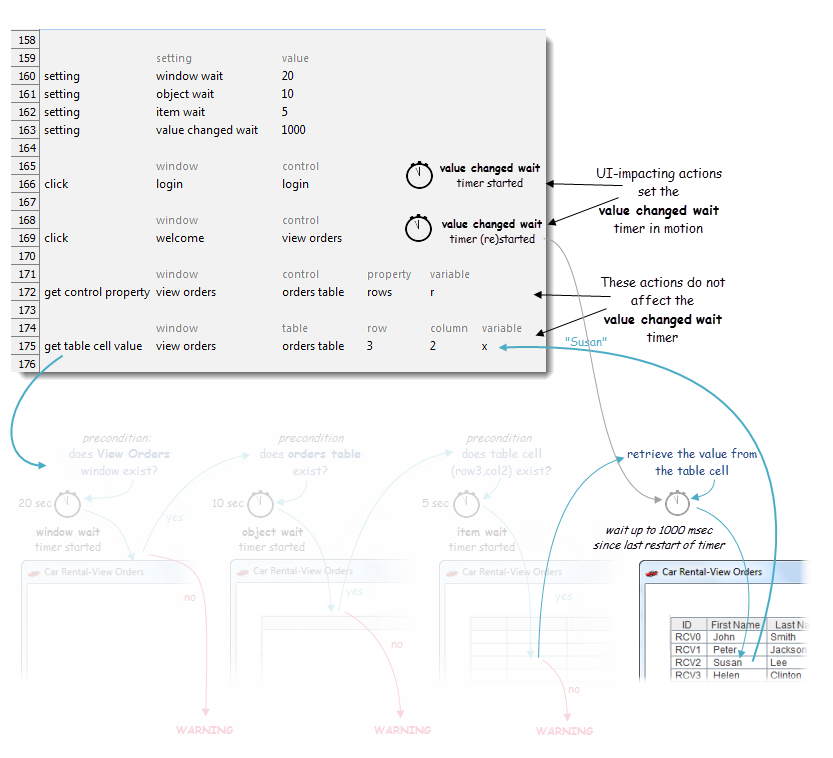 158
159 setting value
160 setting window wait 20
161 setting object wait 10
162 setting item wait 5
163 setting value changed wait 1000
164
165 window control
166 click login login
167
168 window control
169 click welcome view orders
170
171 window control property variable
172 get control property view orders orders table rows r
173
174 window table row column variable
175 get table cell value view orders orders table 3 2 x
176
value changed wait
timer started
value changed wait
timer (re)started
UI-impacting actions
set the
value changed wait
timer in motion
These actions do not
affect the
value changed wait
timer
"Susan"
precondition:
does View Orders
window exist?
20 sec
window wait
timer started
yes
no
Car Rental-View Orders
WARNING
precondition
does orders table
exist?
10 sec
object wait
timer started
yes
no
Car Rental-View Orders
WARNING
precondition
does table cell
(row3,col2) exist?
5 sec
item wait
timer started
yes
no
Car Rental-View Orders
WARNING
retrieve the value from
the table cell
wait up to 1000 msec
since last restart of timer
Car Rental-View Orders
ID First Name Last Na
RCV0 John Smith
RCV1 Peter Jackson
RCV2 Susan Lee
RCV3 Helen Clinton